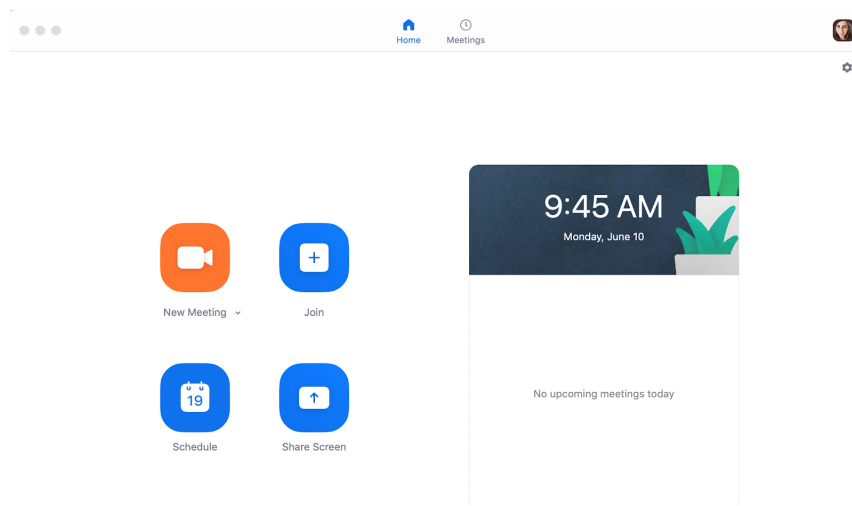 Home
Meetings
9:45 AM
Monday, June 10
New Meeting
Join
No upcoming meetings today
19
Schedule
Share Screen